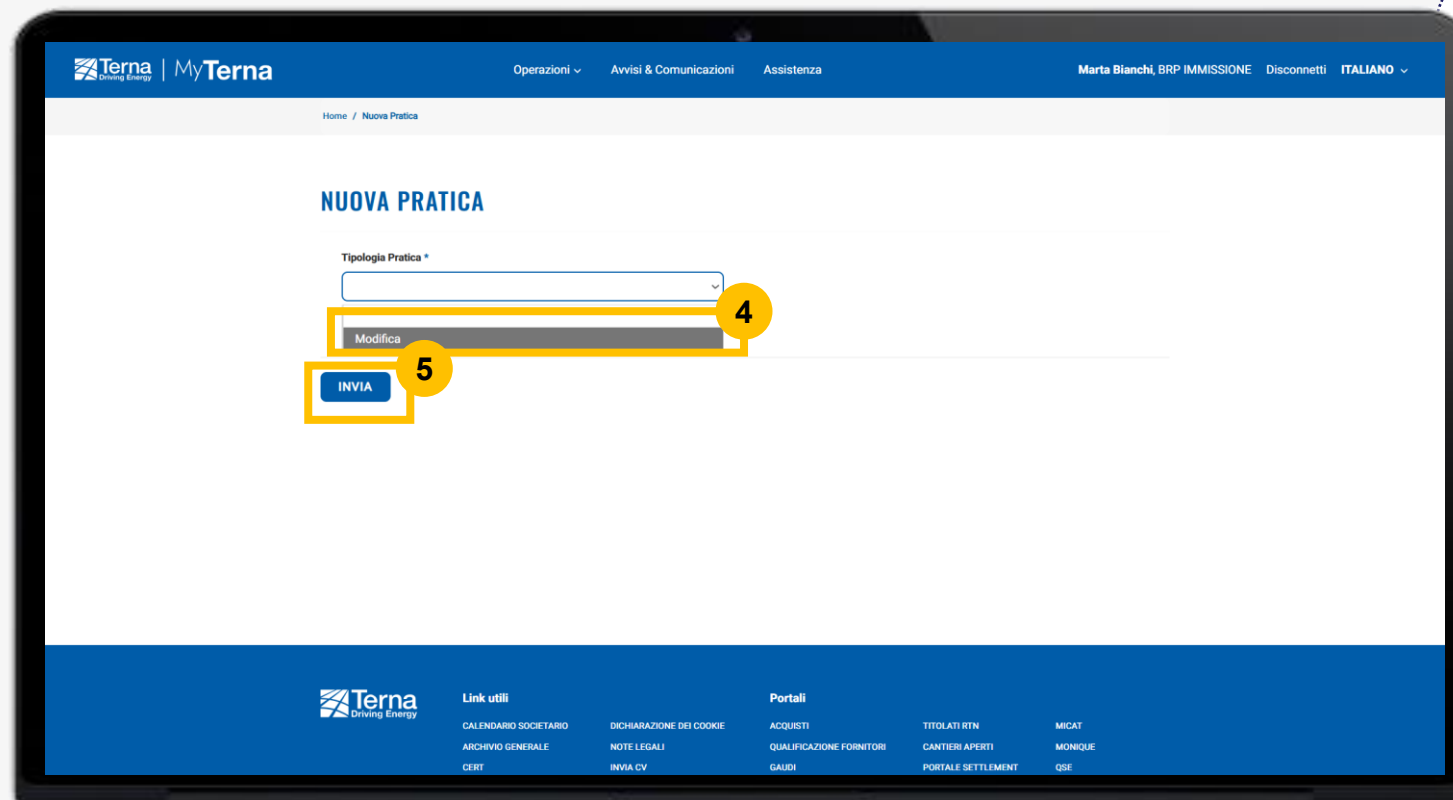 Terna Driving Energy | MyTerna
Operazioni Avvisi & Comunicazioni Assistenza
Marta Bianchi, BRP IMMISSIONE Disconnetti ITALIANO
Home / Nuova Pratica
NUOVA PRATICA
Tipologia Pratica *
4
Modifica
5
INVIA
Terna Driving Energy
Link utili
CALENDARIO SOCIETARIO DICHIARAZIONE DEI COOKIE
ARCHIVIO GENERALE NOTE LEGALI
CERT INVIA CV
Portali
ACQUISTI TITOLATI RTN MICAT
QUALIFICAZIONE FORNITORI CANTIERI APERTI MONIQUE
GAUDI PORTALE SETTLEMENT QSE